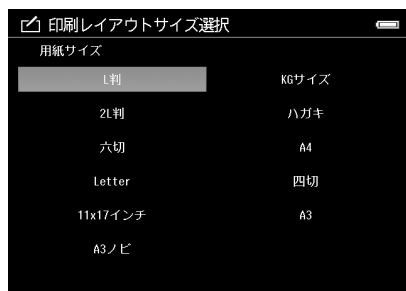 印刷レイアウトサイズ選択
用紙サイズ
L判 KGサイズ
2L判 ハガキ
六切 A4
Letter 四切
11x17インチ A3
A3ノビ